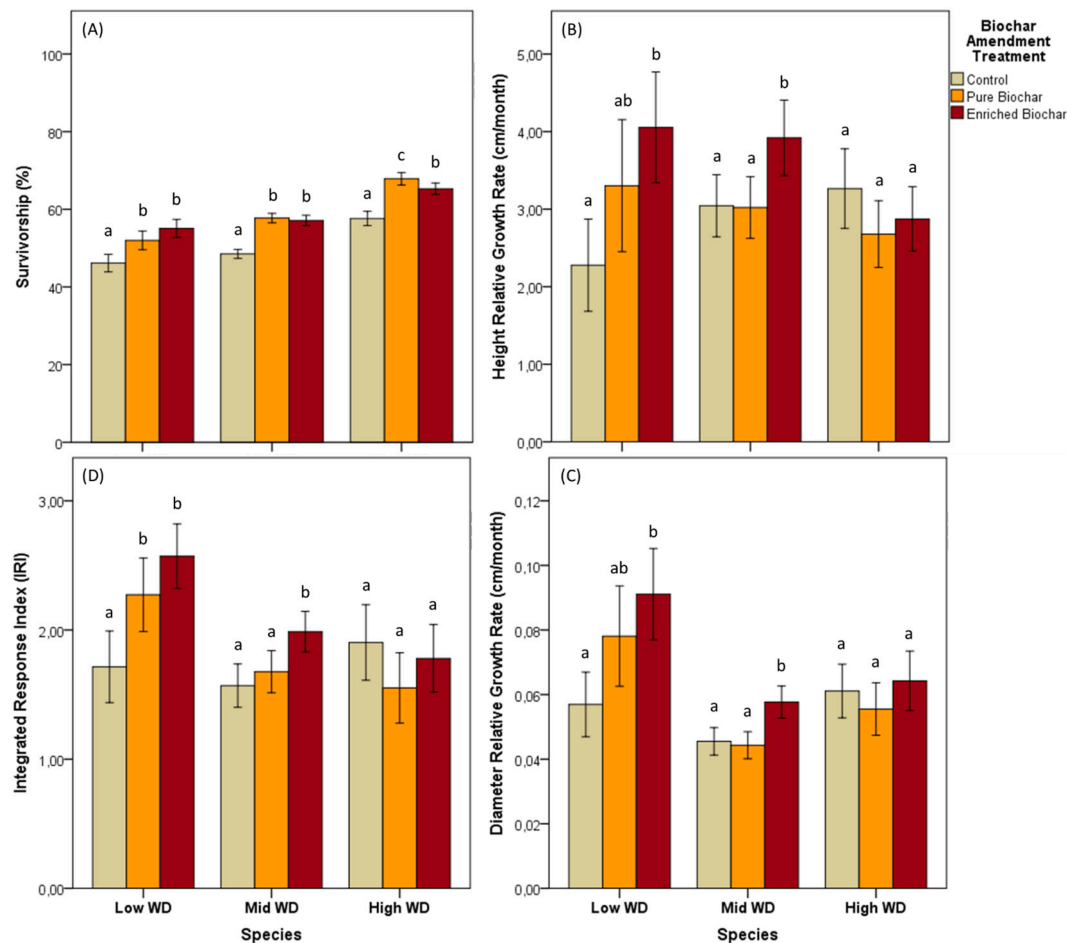 (A)
Survivorship (%)
100
80
60
40
20
0
a
b
b
a
b
b
a
c
b
(B)
Height Relative Growth Rate (cm/month)
5,00
4,00
3,00
2,00
1,00
0,00
a
ab
b
a
a
b
a
a
a
Biochar
Amendment
Treatment
Control
Pure Biochar
Enriched Biochar
(D)
Integrated Response Index (IRI)
3,00
2,00
1,00
0,00
a
b
b
a
a
b
a
a
a
Low WD
Mid WD
High WD
Species
(C)
Diameter Relative Growth Rate (cm/month)
0,12
0,10
0,08
0,06
0,04
0,02
0,00
a
ab
b
a
a
b
a
a
a
Low WD
Mid WD
High WD
Species